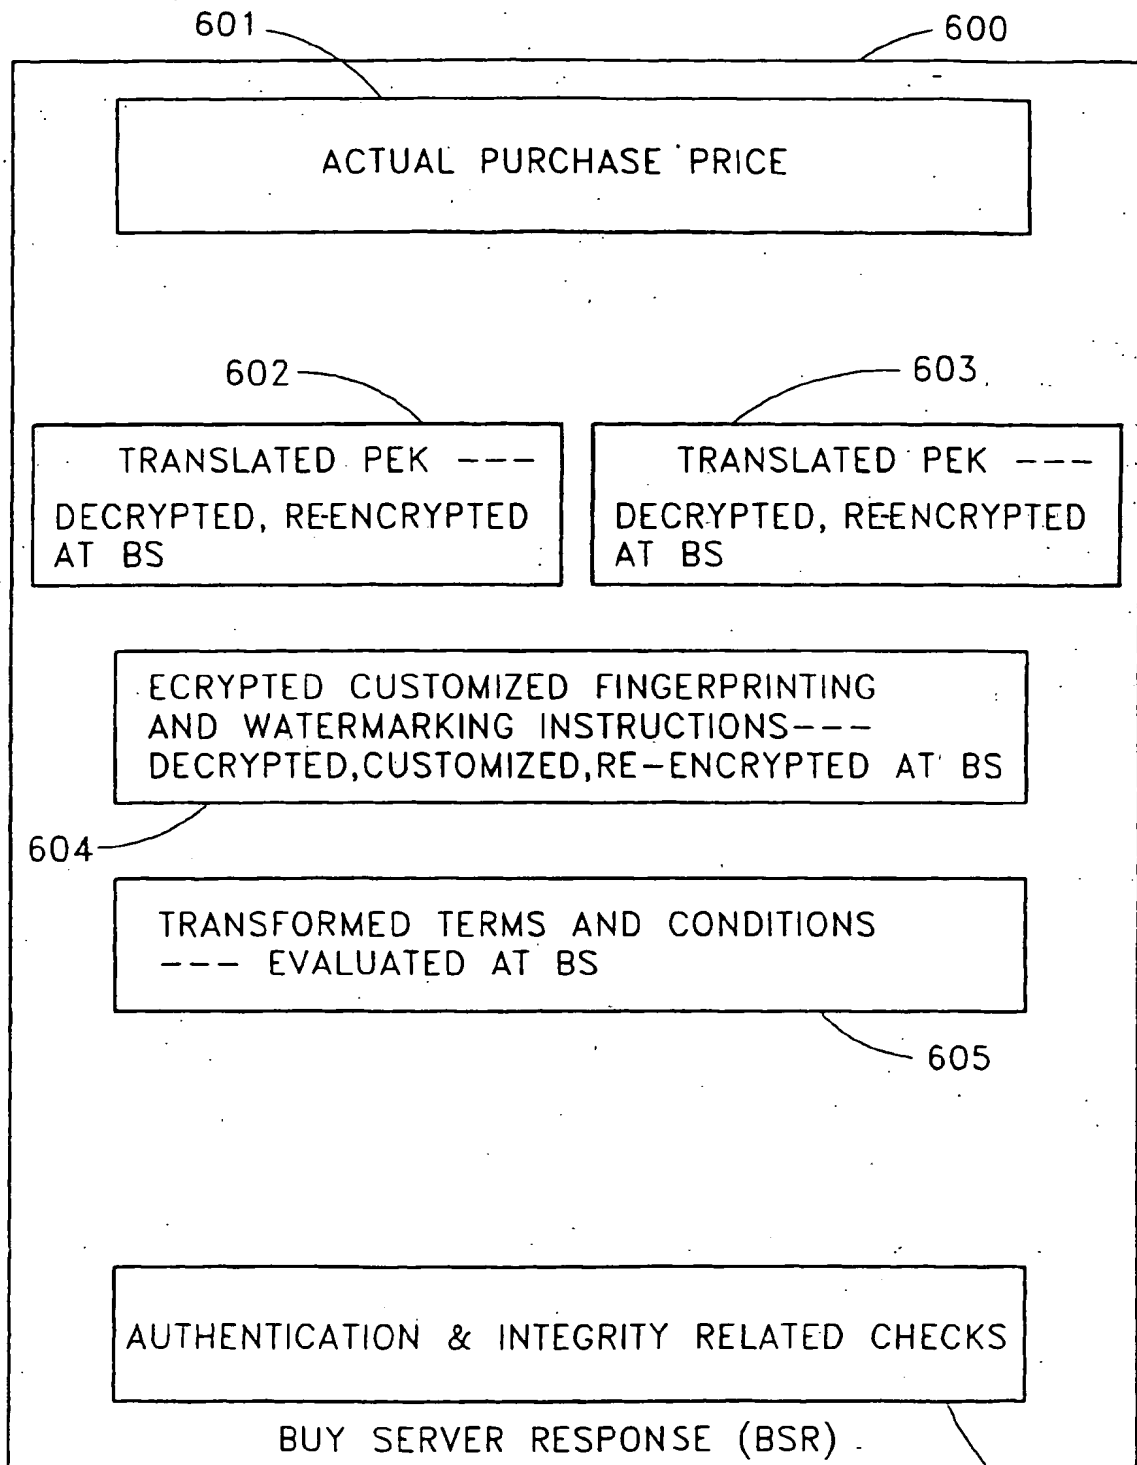 601
600
ACTUAL PURCHASE PRICE
602
603
TRANSLATED PEK ---
DECRYPTED, RE-ENCRYPTED
AT BS
TRANSLATED PEK ---
DECRYPTED, RE-ENCRYPTED
AT BS
ECRYPTED CUSTOMIZED FINGERPRINTING
AND WATERMARKING INSTRUCTIONS---
DECRYPTED,CUSTOMIZED,RE-ENCRYPTED AT BS
604
TRANSFORMED TERMS AND CONDITIONS
--- EVALUATED AT BS
605
AUTHENTICATION & INTEGRITY RELATED CHECKS
BUY SERVER RESPONSE (BSR)